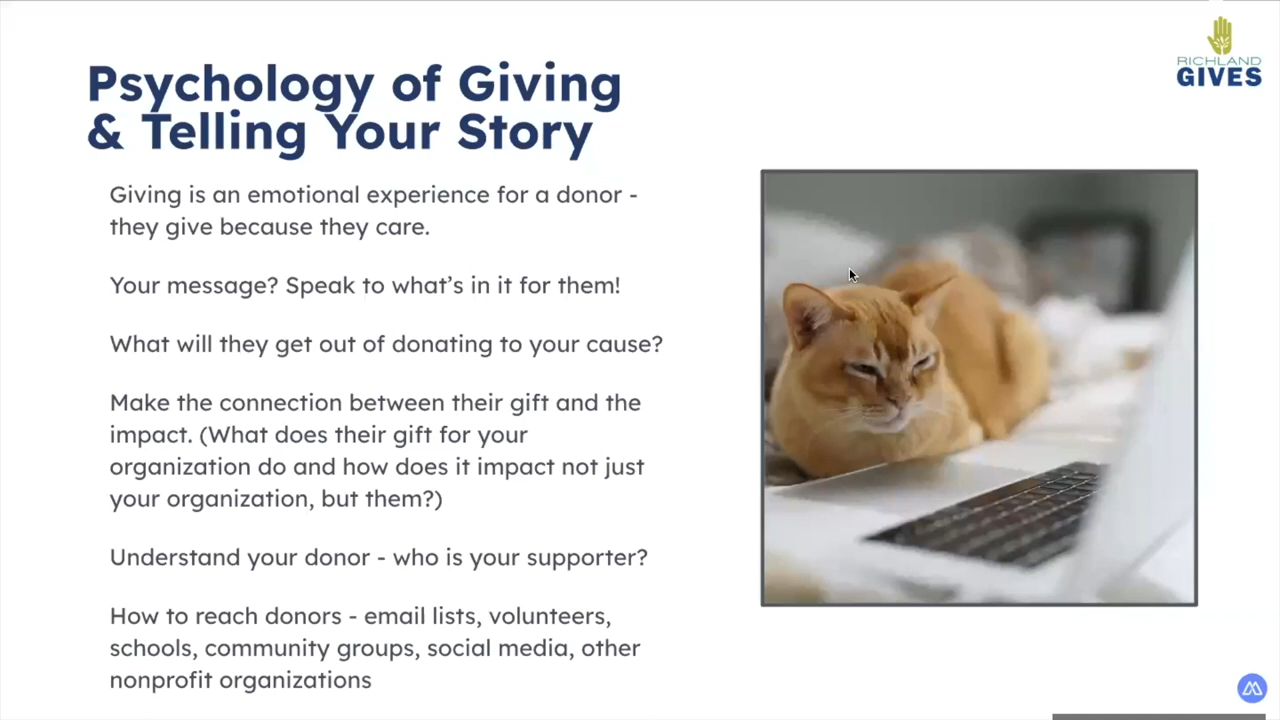 RICHLAND
GIVES
Psychology of Giving
& Telling Your Story
Giving is an emotional experience for a donor -
they give because they care.
Your message? Speak to what’s in it for them!
What will they get out of donating to your cause?
Make the connection between their gift and the
impact. (What does their gift for your
organization do and how does it impact not just
your organization, but them?)
Understand your donor - who is your supporter?
How to reach donors - email lists, volunteers,
schools, community groups, social media, other
nonprofit organizations